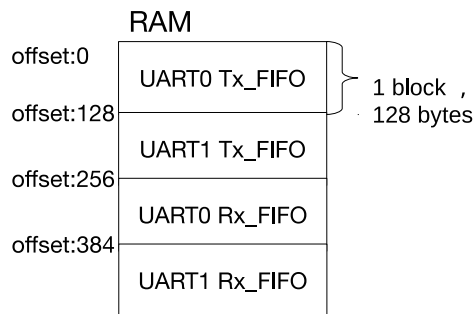 RAM
offset:0
UART0 Tx_FIFO
1 block ,
128 bytes
offset:128
UART1 Tx_FIFO
offset:256
UART0 Rx_FIFO
offset:384
UART1 Rx_FIFO